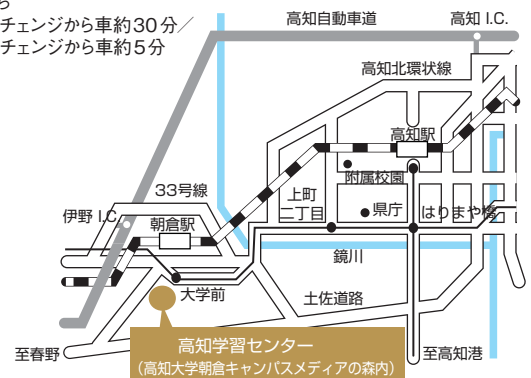 ら
チェンジから車約30分／
チェンジから車約5分
高知自動車道
高知 I.C.
高知北環状線
高知駅
附属校園
33号線
上町
二丁目
県庁
はりまや橋
伊野 I.C.
朝倉駅
鏡川
大学前
土佐道路
高知学習センター
（高知大学朝倉キャンパスメディアの森内）
至春野
至高知港